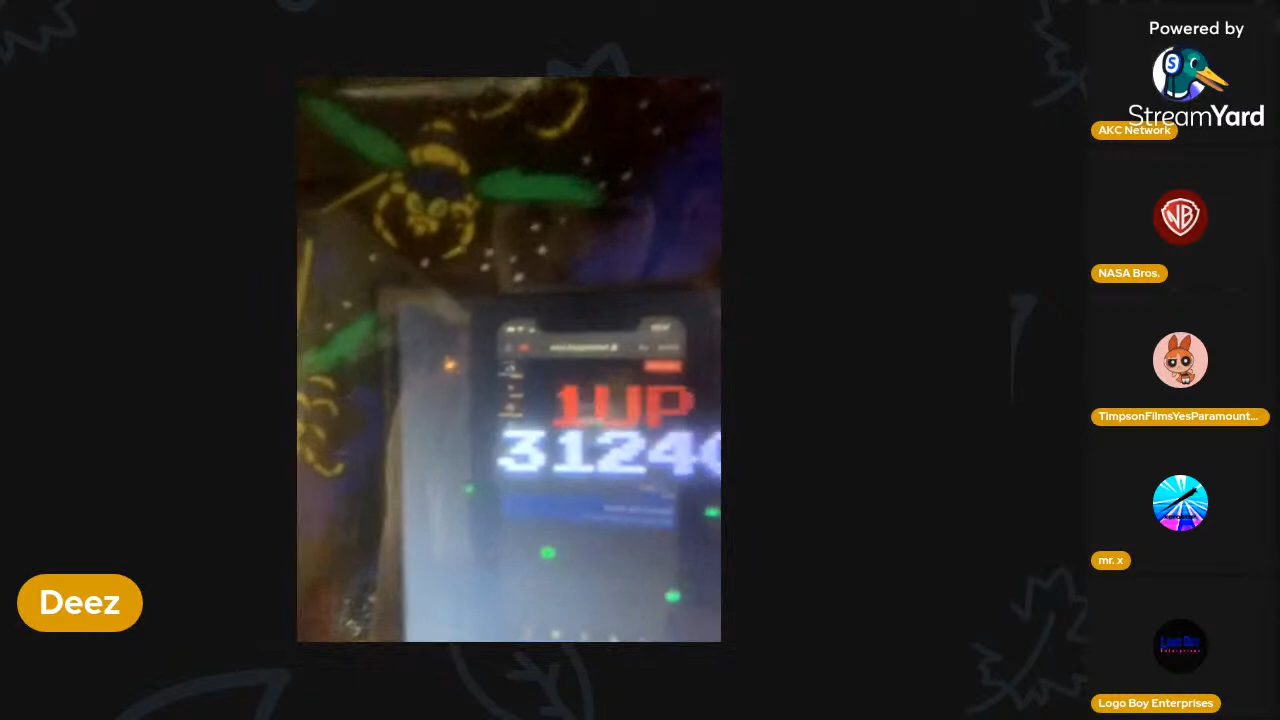 Powered by
StreamYard
AKC Network
NASA Bros.
TimpsonFilmsYesParamount...
mr. x
Logo Boy Enterprises
1UP
3124
Deez